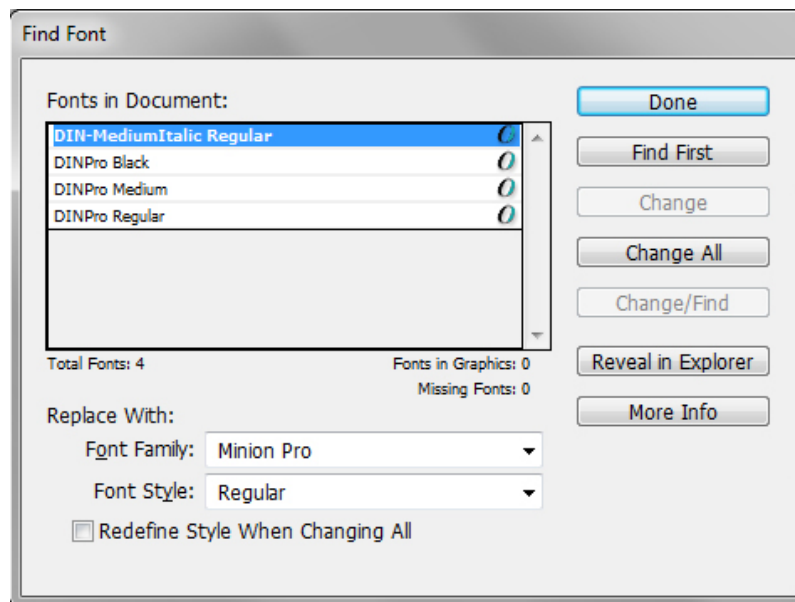 Find Font
Fonts in Document:
DIN-MediumItalic Regular
DINPro Black
DINPro Medium
DINPro Regular
Total Fonts: 4
Fonts in Graphics: 0
Missing Fonts: 0
Replace With:
Font Family: Minion Pro
Font Style: Regular
Redefine Style When Changing All
Done
Find First
Change
Change All
Change/Find
Reveal in Explorer
More Info